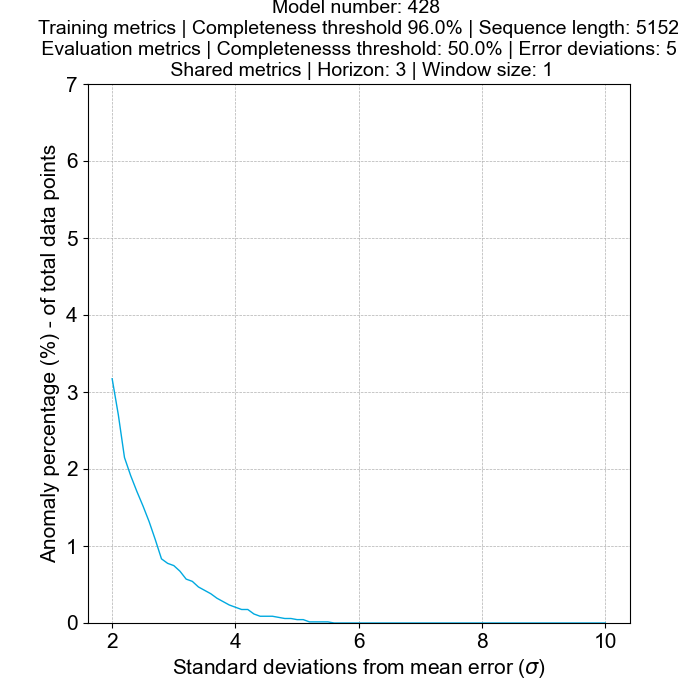 Model number: 428
Training metrics | Completeness threshold 96.0% | Sequence length: 5152
Evaluation metrics | Completenesss threshold: 50.0% | Error deviations: 5
Shared metrics | Horizon: 3 | Window size: 1
Anomaly percentage (%) - of total data points
7
6
5
4
3
2
1
0
2 4 6 8 10
Standard deviations from mean error (σ)